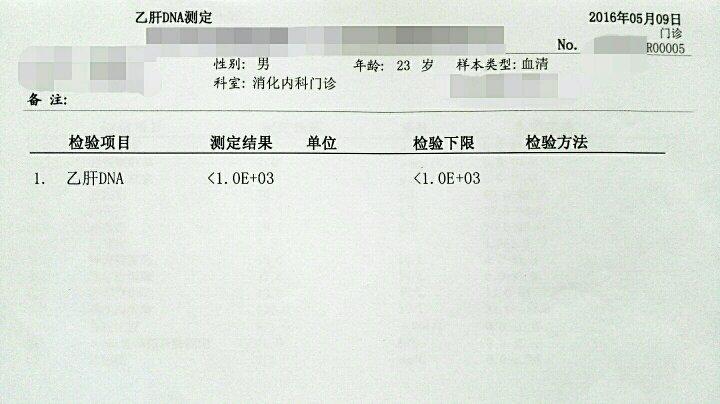 乙肝DNA测定
2016年05月09日
门诊
No. R00005
性别: 男 年龄: 23 岁 样本类型: 血清
科室: 消化内科门诊
备 注:
检验项目 测定结果 单位 检验下限 检验方法
1. 乙肝DNA <1.0E+03 <1.0E+03